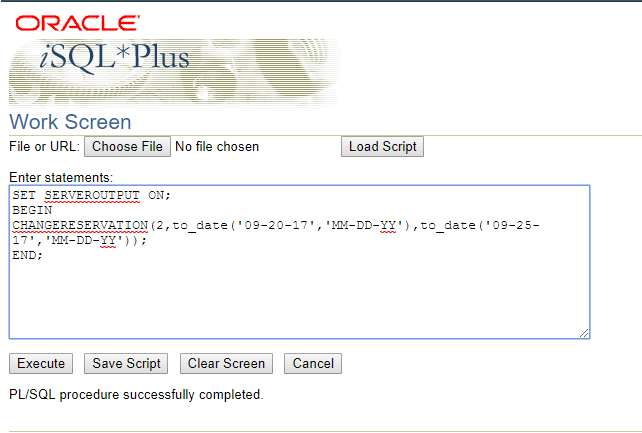 ORACLE
iSQL*Plus
Work Screen
File or URL: Choose File No file chosen Load Script
Enter statements:
SET SERVEROUTPUT ON;
BEGIN
CHANGERESERVATION(2,to_date('09-20-17','MM-DD-YY'),to_date('09-25-
17','MM-DD-YY'));
END;
Execute Save Script Clear Screen Cancel
PL/SQL procedure successfully completed.